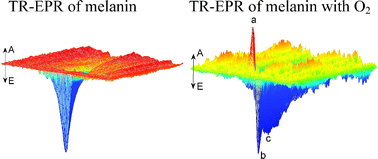 TR-EPR of melanin
TR-EPR of melanin with O₂
a
A
E
A
E
c
b